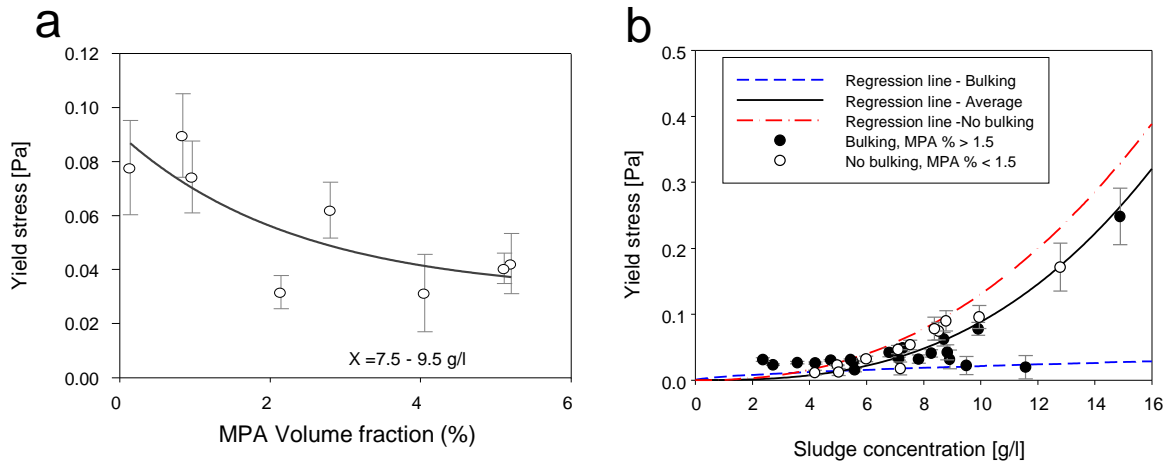 a
Yield stress [Pa]
0.12
0.10
0.08
0.06
0.04
0.02
0.00
X =7.5 - 9.5 g/l
0
2
4
6
MPA Volume fraction (%)
b
Yield stress [Pa]
0.5
0.4
0.3
0.2
0.1
0.0
Regression line - Bulking
Regression line - Average
Regression line -No bulking
Bulking, MPA % > 1.5
No bulking, MPA % < 1.5
0 2 4 6 8 10 12 14 16
Sludge concentration [g/l]